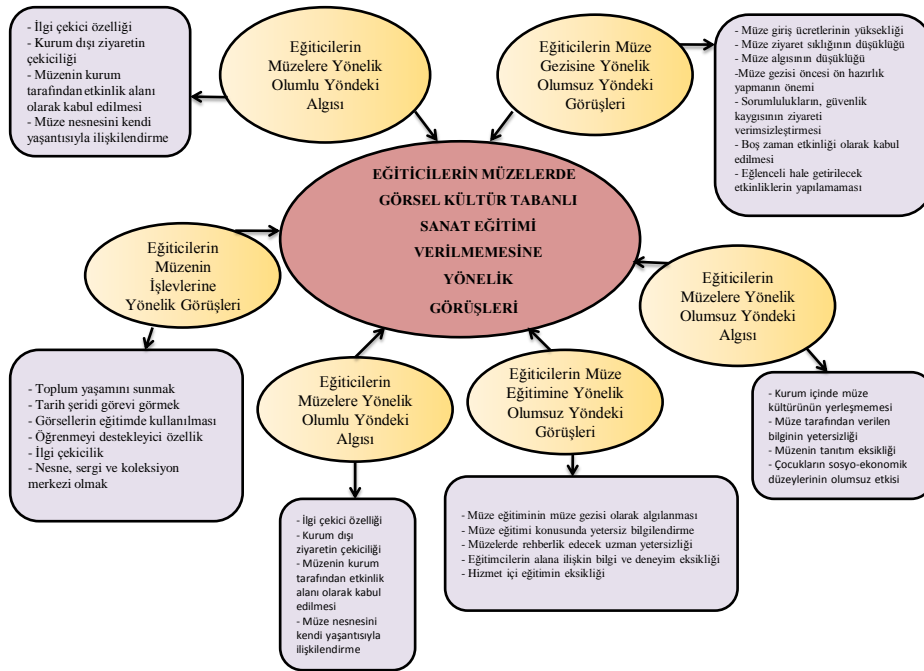 - İlgi çekici özelliği
- Kurum dışı ziyaretin
çekiciliği
- Müzenin kurum
tarafından etkinlik alanı
olarak kabul edilmesi
- Müze nesnesini kendi
yaşantısıyla
ilişkilendirme
Eğiticilerin
Müzelere Yönelik
Olumlu Yöndeki
Algısı
Eğiticilerin Müze
Gezisine Yönelik
Olumsuz Yöndeki
Görüşleri
- Müze giriş ücretlerinin yüksekliği
- Müze ziyaret sıklığının düşüklüğü
- Müze algısının düşüklüğü
-Müze gezisi öncesi ön hazırlık
yapmanın önemi
- Sorumlulukların, güvenlik
kaygısının ziyareti
verimsizleştirmesi
- Boş zaman etkinliği olarak kabul
edilmesi
- Eğlenceli hale getirilecek
etkinliklerin yapılamaması
EĞİTİCİLERİN MÜZELERDE
GÖRSEL KÜLTÜR TABANLI
SANAT EĞİTİMİ
VERİLMEMESİNE
YÖNELİK
GÖRÜŞLERİ
Eğiticilerin
Müzenin
İşlevlerine
Yönelik Görüşleri
Eğiticilerin
Müzelere Yönelik
Olumsuz Yöndeki
Algısı
- Toplum yaşamını sunmak
- Tarih şeridi görevi görmek
- Görsellerin eğitimde kullanılması
- Öğrenmeyi destekleyici özellik
- İlgi çekicilik
- Nesne, sergi ve koleksiyon
merkezi olmak
Eğiticilerin
Müzelere Yönelik
Olumlu Yöndeki
Algısı
Eğiticilerin Müze
Eğitimine Yönelik
Olumsuz Yöndeki
Görüşleri
- Kurum içinde müze
kültürünün yerleşmemesi
- Müze tarafından verilen
bilginin yetersizliği
- Müzenin tanıtım eksikliği
- Çocukların sosyo-ekonomik
düzeylerinin olumsuz etkisi
- İlgi çekici özelliği
- Kurum dışı
ziyaretin çekiciliği
- Müzenin kurum
tarafından etkinlik
alanı olarak kabul
edilmesi
- Müze nesnesini
kendi yaşantısıyla
ilişkilendirme
- Müze eğitiminin müze gezisi olarak algılanması
- Müze eğitimi konusunda yetersiz bilgilendirme
- Müzelerde rehberlik edecek uzman yetersizliği
- Eğitimcilerin alana ilişkin bilgi ve deneyim eksikliği
- Hizmet içi eğitimin eksikliği